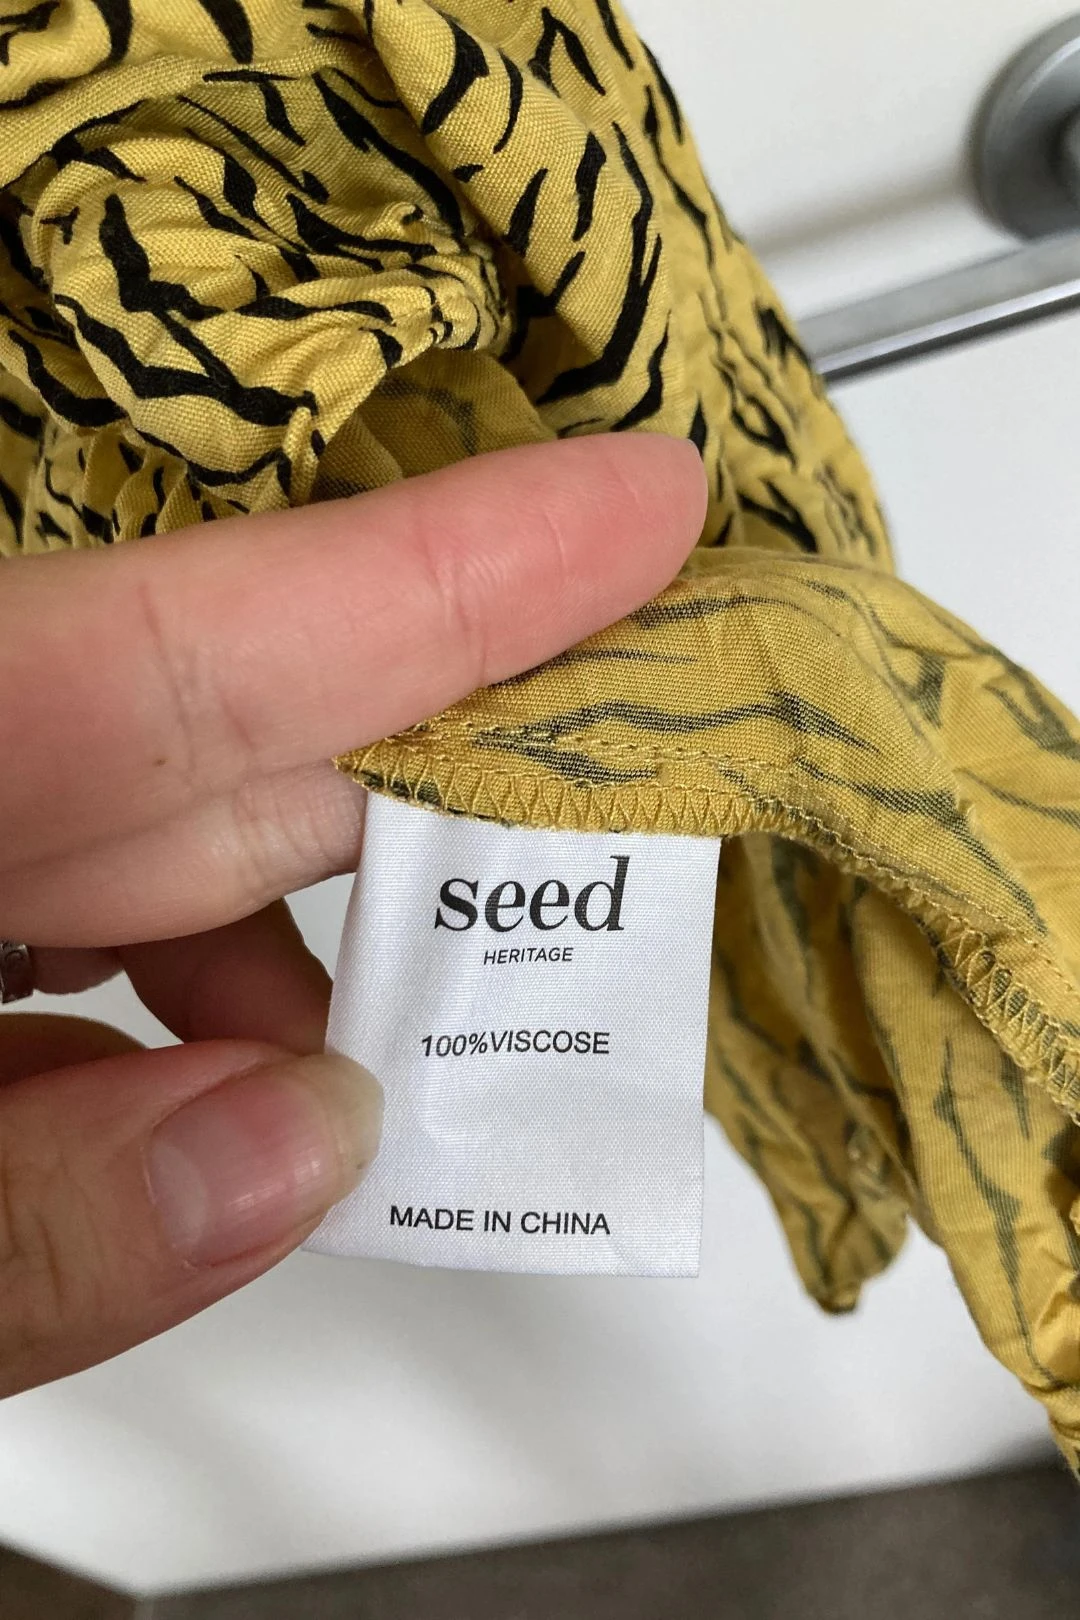 seed
HERITAGE
100%VISCOSE
MADE IN CHINA